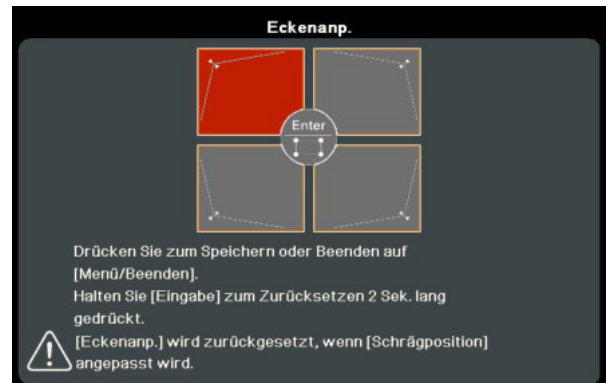 Eckenanp.
Enter
Drücken Sie zum Speichern oder Beenden auf
[Menü/Beenden].
Halten Sie [Eingabe] zum Zurücksetzen 2 Sek. lang
gedrückt.
[Eckenanp.] wird zurückgesetzt, wenn [Schrägposition]
angepasst wird.